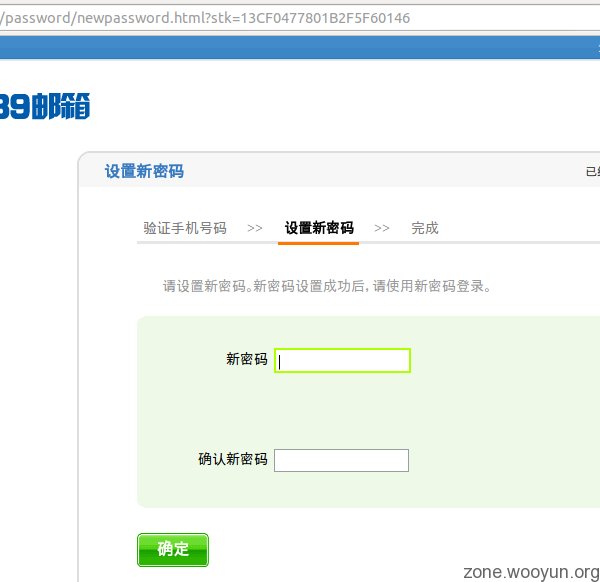 /password/newpassword.html?stk=13CF0477801B2F5F60146
39邮箱
设置新密码
验证手机号码 >> 设置新密码 >> 完成
请设置新密码。新密码设置成功后，请使用新密码登录。
新密码
确认新密码
确定
zone.wooyun.org